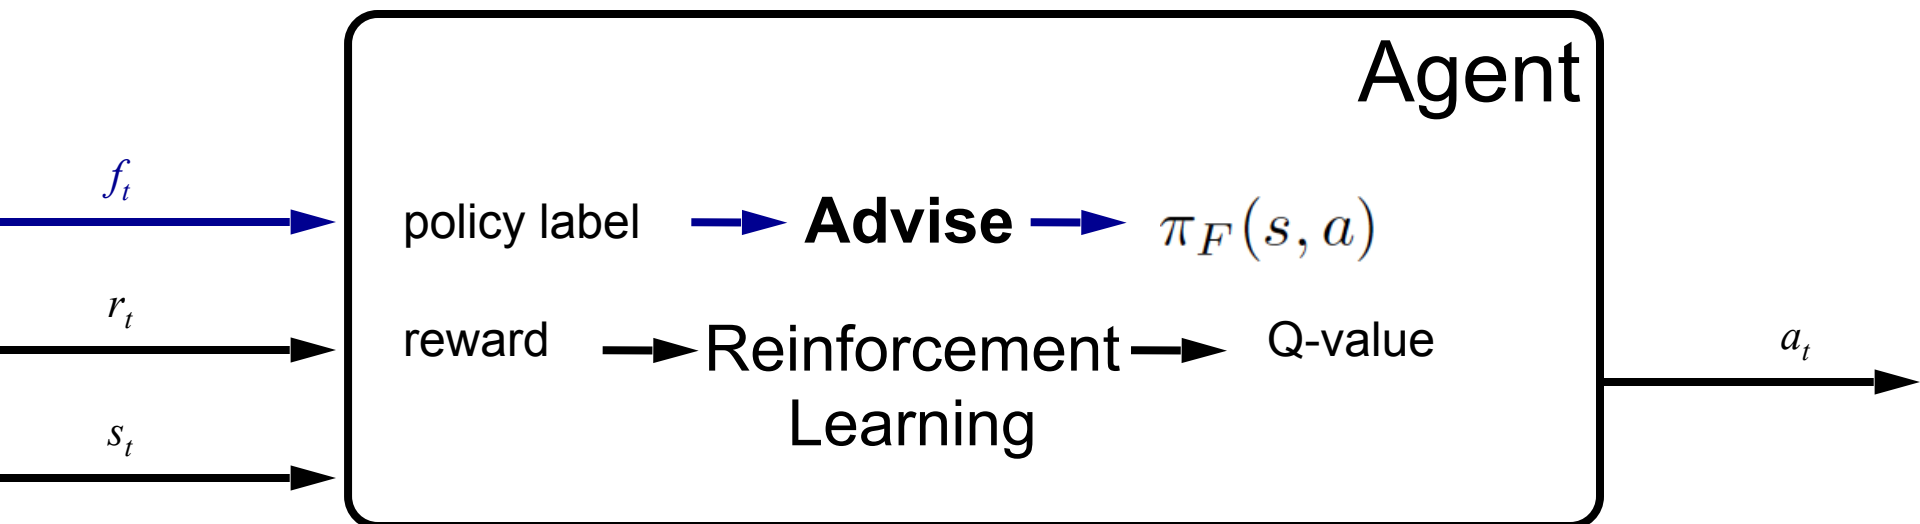 Agent
f_t
policy label Advise π_F(s, a)
r_t
reward Reinforcement Learning Q-value
a_t
s_t